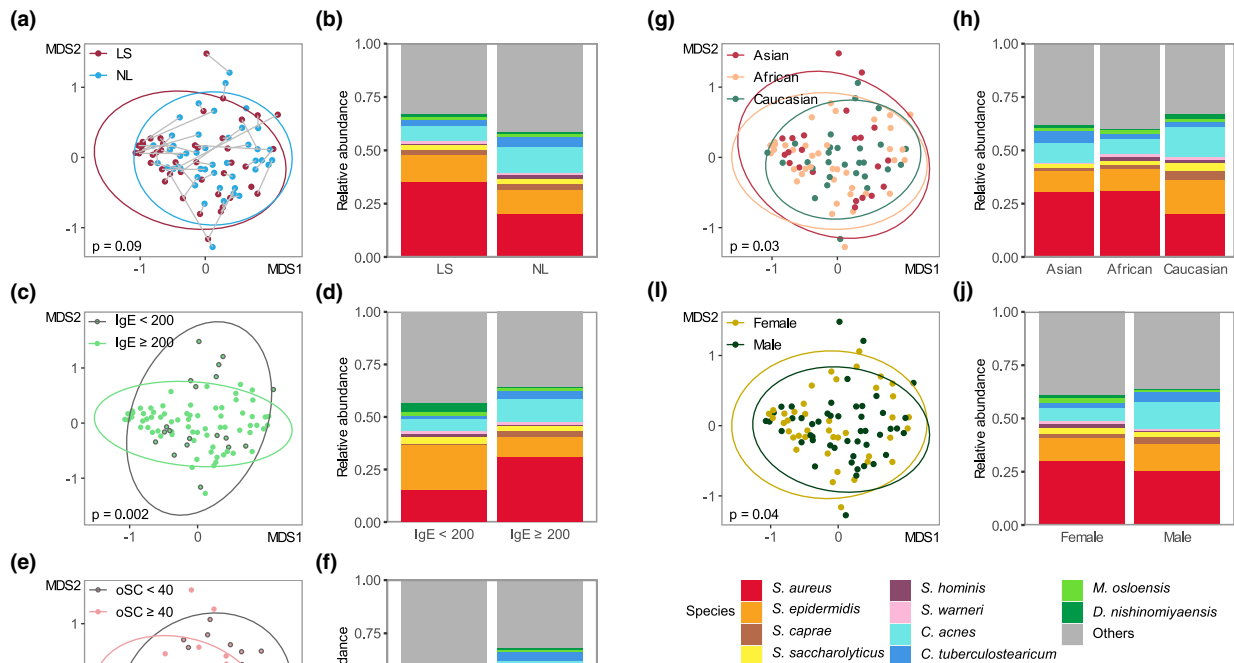 (a)
MDS2
LS
NL
1
0
-1
p = 0.09
-1
0
MDS1
(b)
Relative abundance
1.00
0.75
0.50
0.25
0.00
LS
NL
(c)
MDS2
IgE < 200
IgE ≥ 200
1
0
-1
p = 0.002
-1
0
MDS1
(d)
Relative abundance
1.00
0.75
0.50
0.25
0.00
IgE < 200
IgE ≥ 200
(e)
MDS2
oSC < 40
oSC ≥ 40
1
(f)
1.00
0.75
(g)
MDS2
Asian
African
Caucasian
1
0
-1
p = 0.03
-1
0
MDS1
(h)
Relative abundance
1.00
0.75
0.50
0.25
0.00
Asian
African
Caucasian
(I)
MDS2
Female
Male
1
0
-1
p = 0.04
-1
0
MDS1
(j)
Relative abundance
1.00
0.75
0.50
0.25
0.00
Female
Male
Species
S. aureus
S. epidermidis
S. caprae
S. saccharolyticus
S. hominis
S. warneri
C. acnes
C. tuberculostearicum
M. osloensis
D. nishinomiyaensis
Others